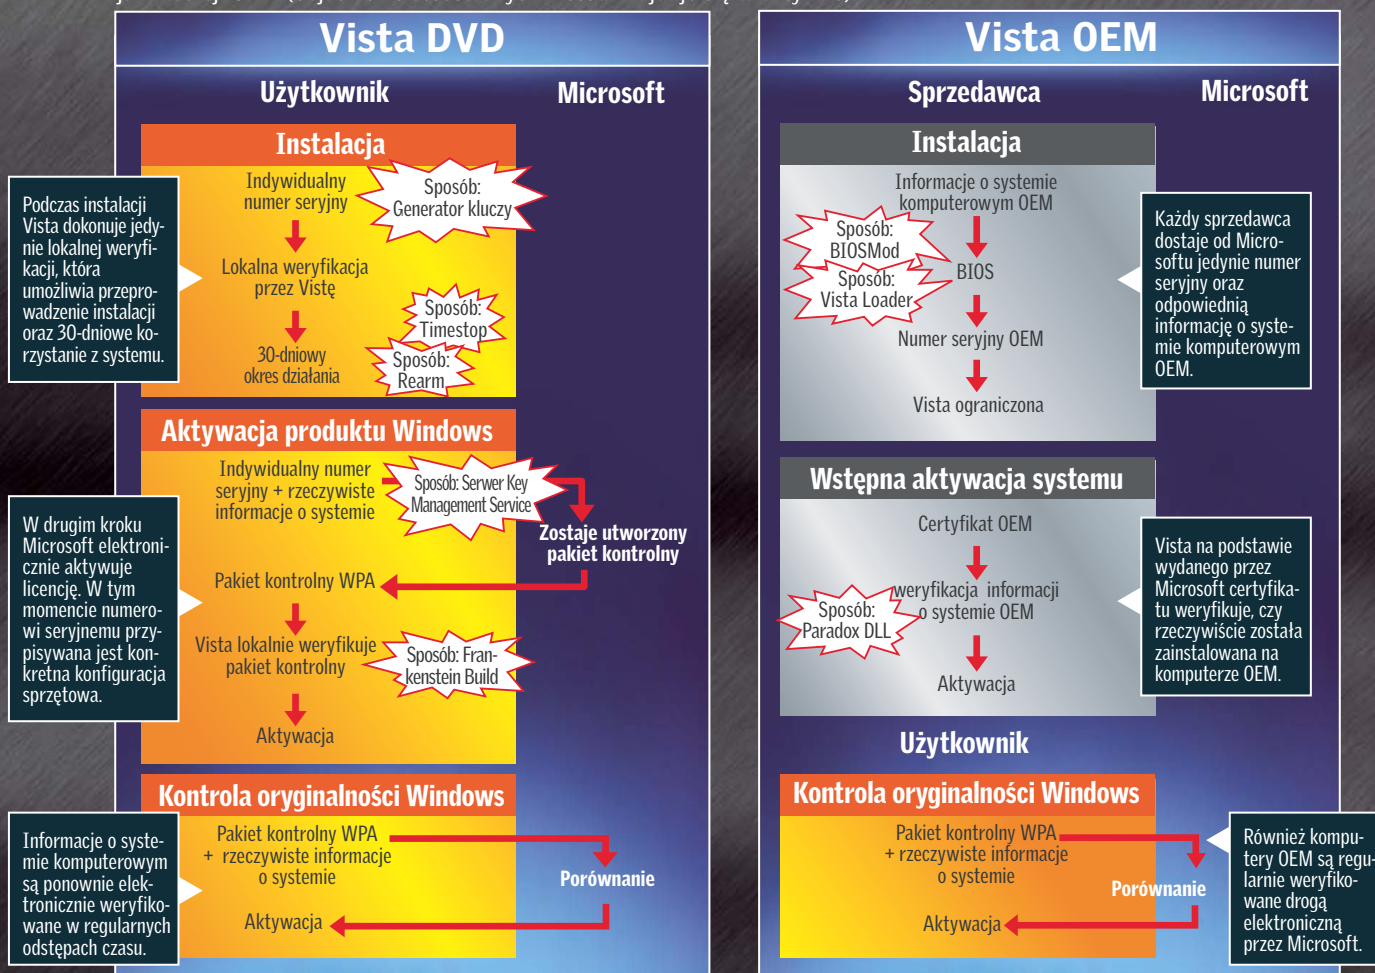 Vista DVD
Użytkownik
Microsoft
Instalacja
Indywidualny
numer seryjny
Sposób:
Generator kluczy
Lokalna weryfikacja
przez Vistę
Sposób:
Timestop
30-dniowy
okres działania
Sposób:
Rearm
Podczas instalacji
Vista dokonuje jedy-
nie lokalnej weryfi-
kacji, która
umożliwia przepro-
wadzenie instalacji
oraz 30-dniowe ko-
rzystanie z systemu.
Aktywacja produktu Windows
Indywidualny numer
seryjny + rzeczywiste
informacje o systemie
Sposób: Serwer Key
Management Service
Zostaje utworzony
pakiet kontrolny
Pakiet kontrolny WPA
Vista lokalnie weryfikuje
pakiet kontrolny
Sposób: Fran-
kenstein Build
Aktywacja
W drugim kroku
Microsoft elektroni-
cznie aktywuje
licencję. W tym
momencie numero-
wi seryjnemu przy-
pisywana jest kon-
kretna konfiguracja
sprzętowa.
Kontrola oryginalności Windows
Pakiet kontrolny WPA
+ rzeczywiste informacje
o systemie
Porównanie
Aktywacja
Informacje o syste-
mie komputerowym
są ponownie elek-
tronicznie weryfiko-
wane w regularnych
odstępach czasu.
Vista OEM
Sprzedawca
Microsoft
Instalacja
Informacje o systemie
komputerowym OEM
Sposób:
BIOSMod
Sposób:
Vista Loader
BIOS
Numer seryjny OEM
Vista ograniczona
Każdy sprzedawca
dostaje od Micro-
softu jedynie numer
seryjny oraz
odpowiednią
informację o syste-
mie komputerowym
OEM.
Wstępna aktywacja systemu
Certyfikat OEM
weryfikacja informacji
o systemie OEM
Sposób:
Paradox DLL
Aktywacja
Vista na podstawie
wydanego przez
Microsoft certyfika-
tu weryfikuje, czy
rzeczywiście została
zainstalowana na
komputerze OEM.
Użytkownik
Kontrola oryginalności Windows
Pakiet kontrolny WPA
+ rzeczywiste informacje
o systemie
Porównanie
Aktywacja
Również kompu-
tery OEM są regu-
larnie weryfiko-
wane drogą
elektroniczną
przez Microsoft.